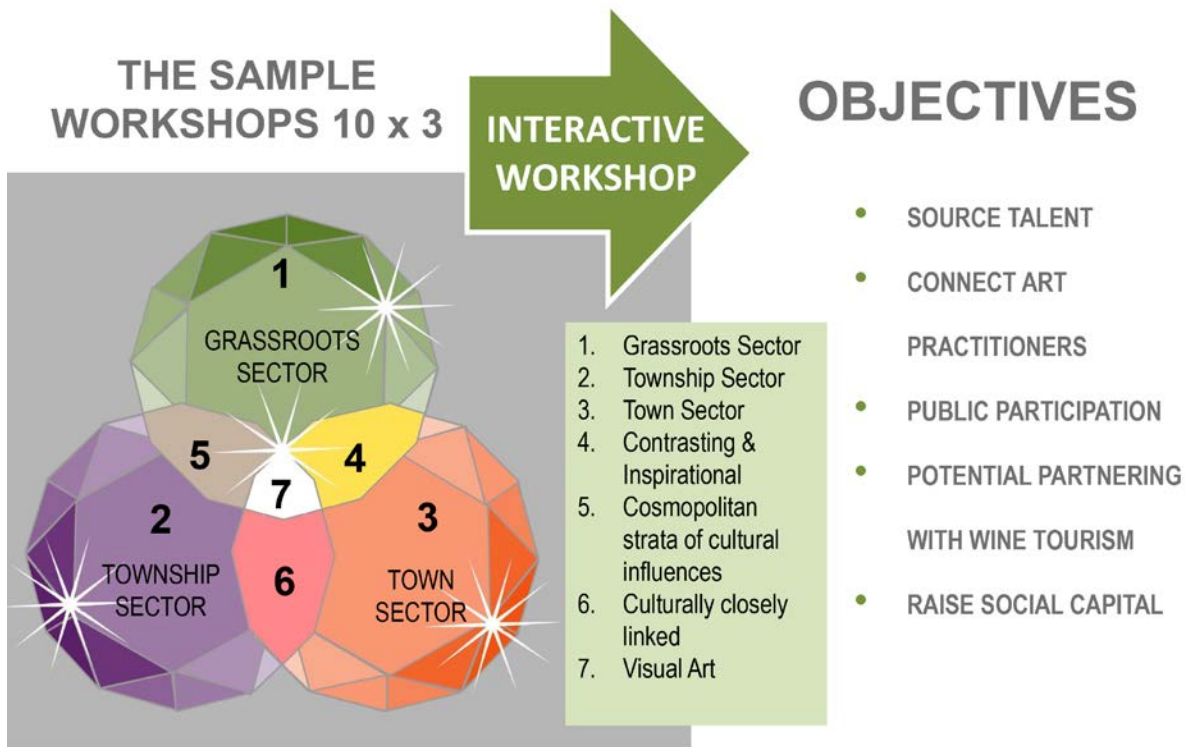 THE SAMPLE
WORKSHOPS 10 x 3
INTERACTIVE
WORKSHOP
OBJECTIVES
1
GRASSROOTS
SECTOR
5
4
7
2
TOWNSHIP
SECTOR
3
TOWN
SECTOR
6
1. Grassroots Sector
2. Township Sector
3. Town Sector
4. Contrasting &
Inspirational
5. Cosmopolitan
strata of cultural
influences
6. Culturally closely
linked
7. Visual Art
• SOURCE TALENT
• CONNECT ART
PRACTITIONERS
• PUBLIC PARTICIPATION
• POTENTIAL PARTNERING
WITH WINE TOURISM
• RAISE SOCIAL CAPITAL